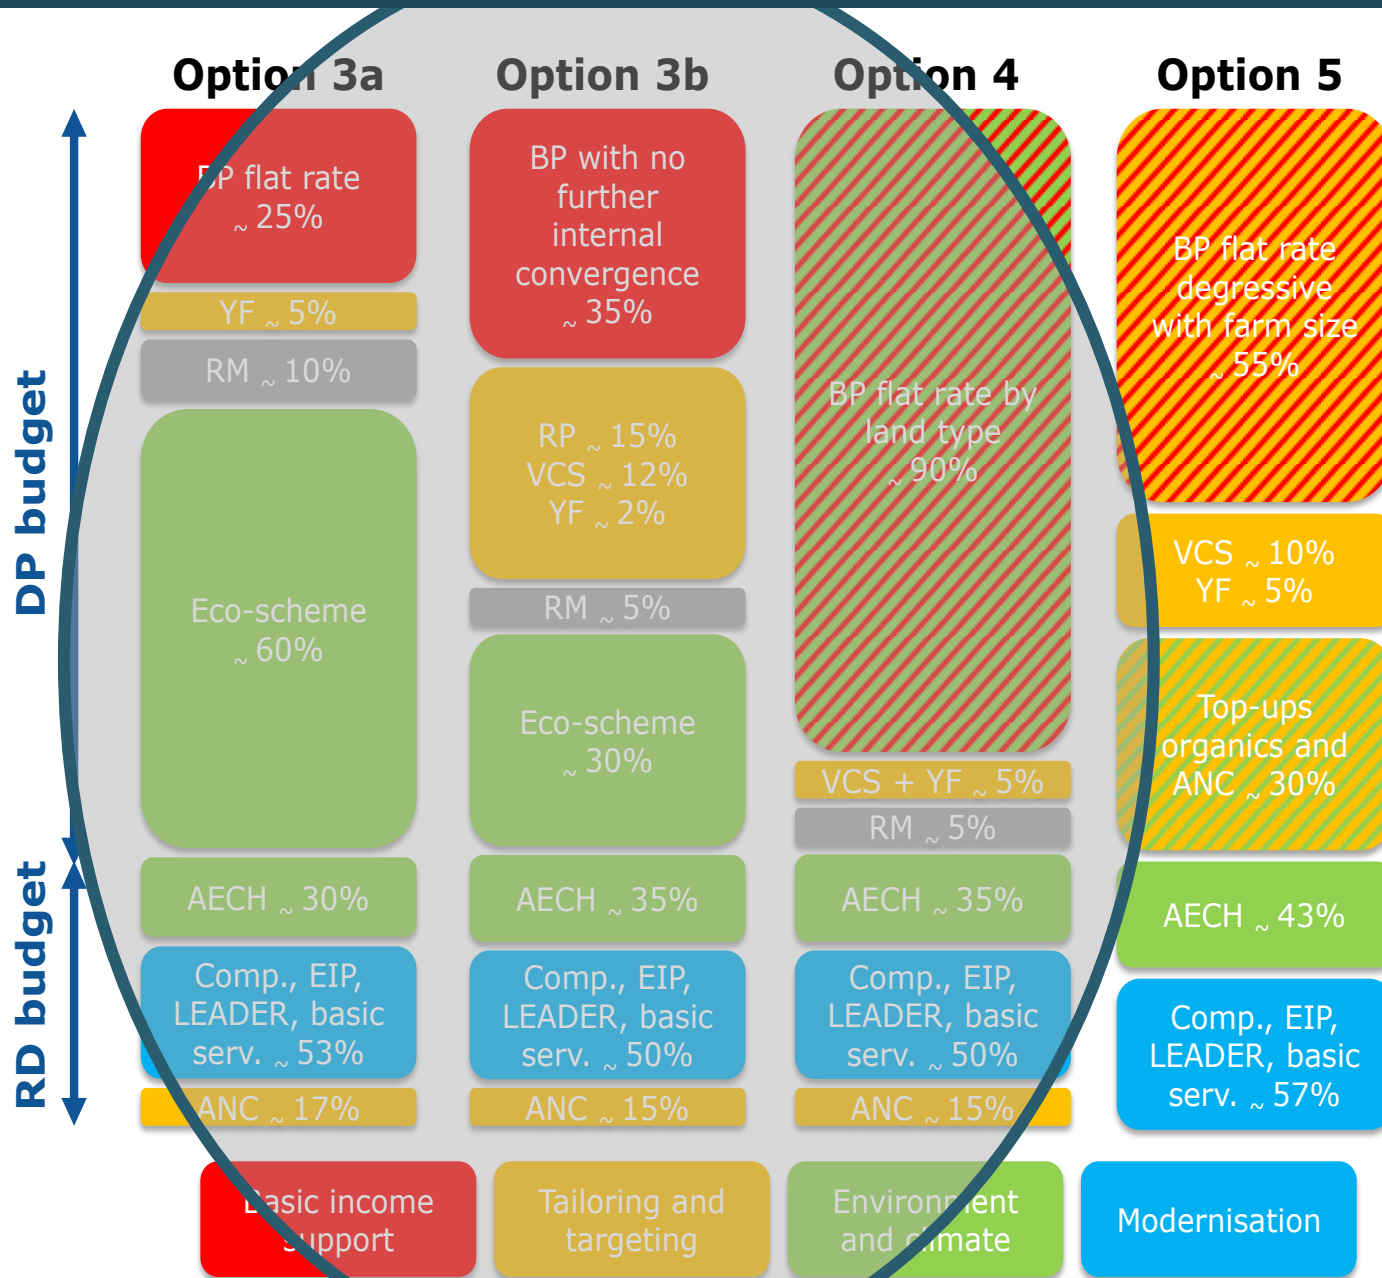 Option 3a
Option 3b
Option 4
Option 5
DP budget
RD budget
BP flat rate
~ 25%
YF ~ 5%
RM ~ 10%
Eco-scheme
~ 60%
AECH ~ 30%
Comp., EIP,
LEADER, basic
serv. ~ 53%
ANC ~ 17%
BP with no
further
internal
convergence
~ 35%
RP ~ 15%
VCS ~ 12%
YF ~ 2%
RM ~ 5%
Eco-scheme
~ 30%
AECH ~ 35%
Comp., EIP,
LEADER, basic
serv. ~ 50%
ANC ~ 15%
BP flat rate by
land type
~ 90%
VCS + YF ~ 5%
RM ~ 5%
AECH ~ 35%
Comp., EIP,
LEADER, basic
serv. ~ 50%
ANC ~ 15%
BP flat rate
degressive
with farm size
~ 55%
VCS ~ 10%
YF ~ 5%
Top-ups
organics and
ANC ~ 30%
AECH ~ 43%
Comp., EIP,
LEADER, basic
serv. ~ 57%
Basic income
support
Tailoring and
targeting
Environment
and climate
Modernisation